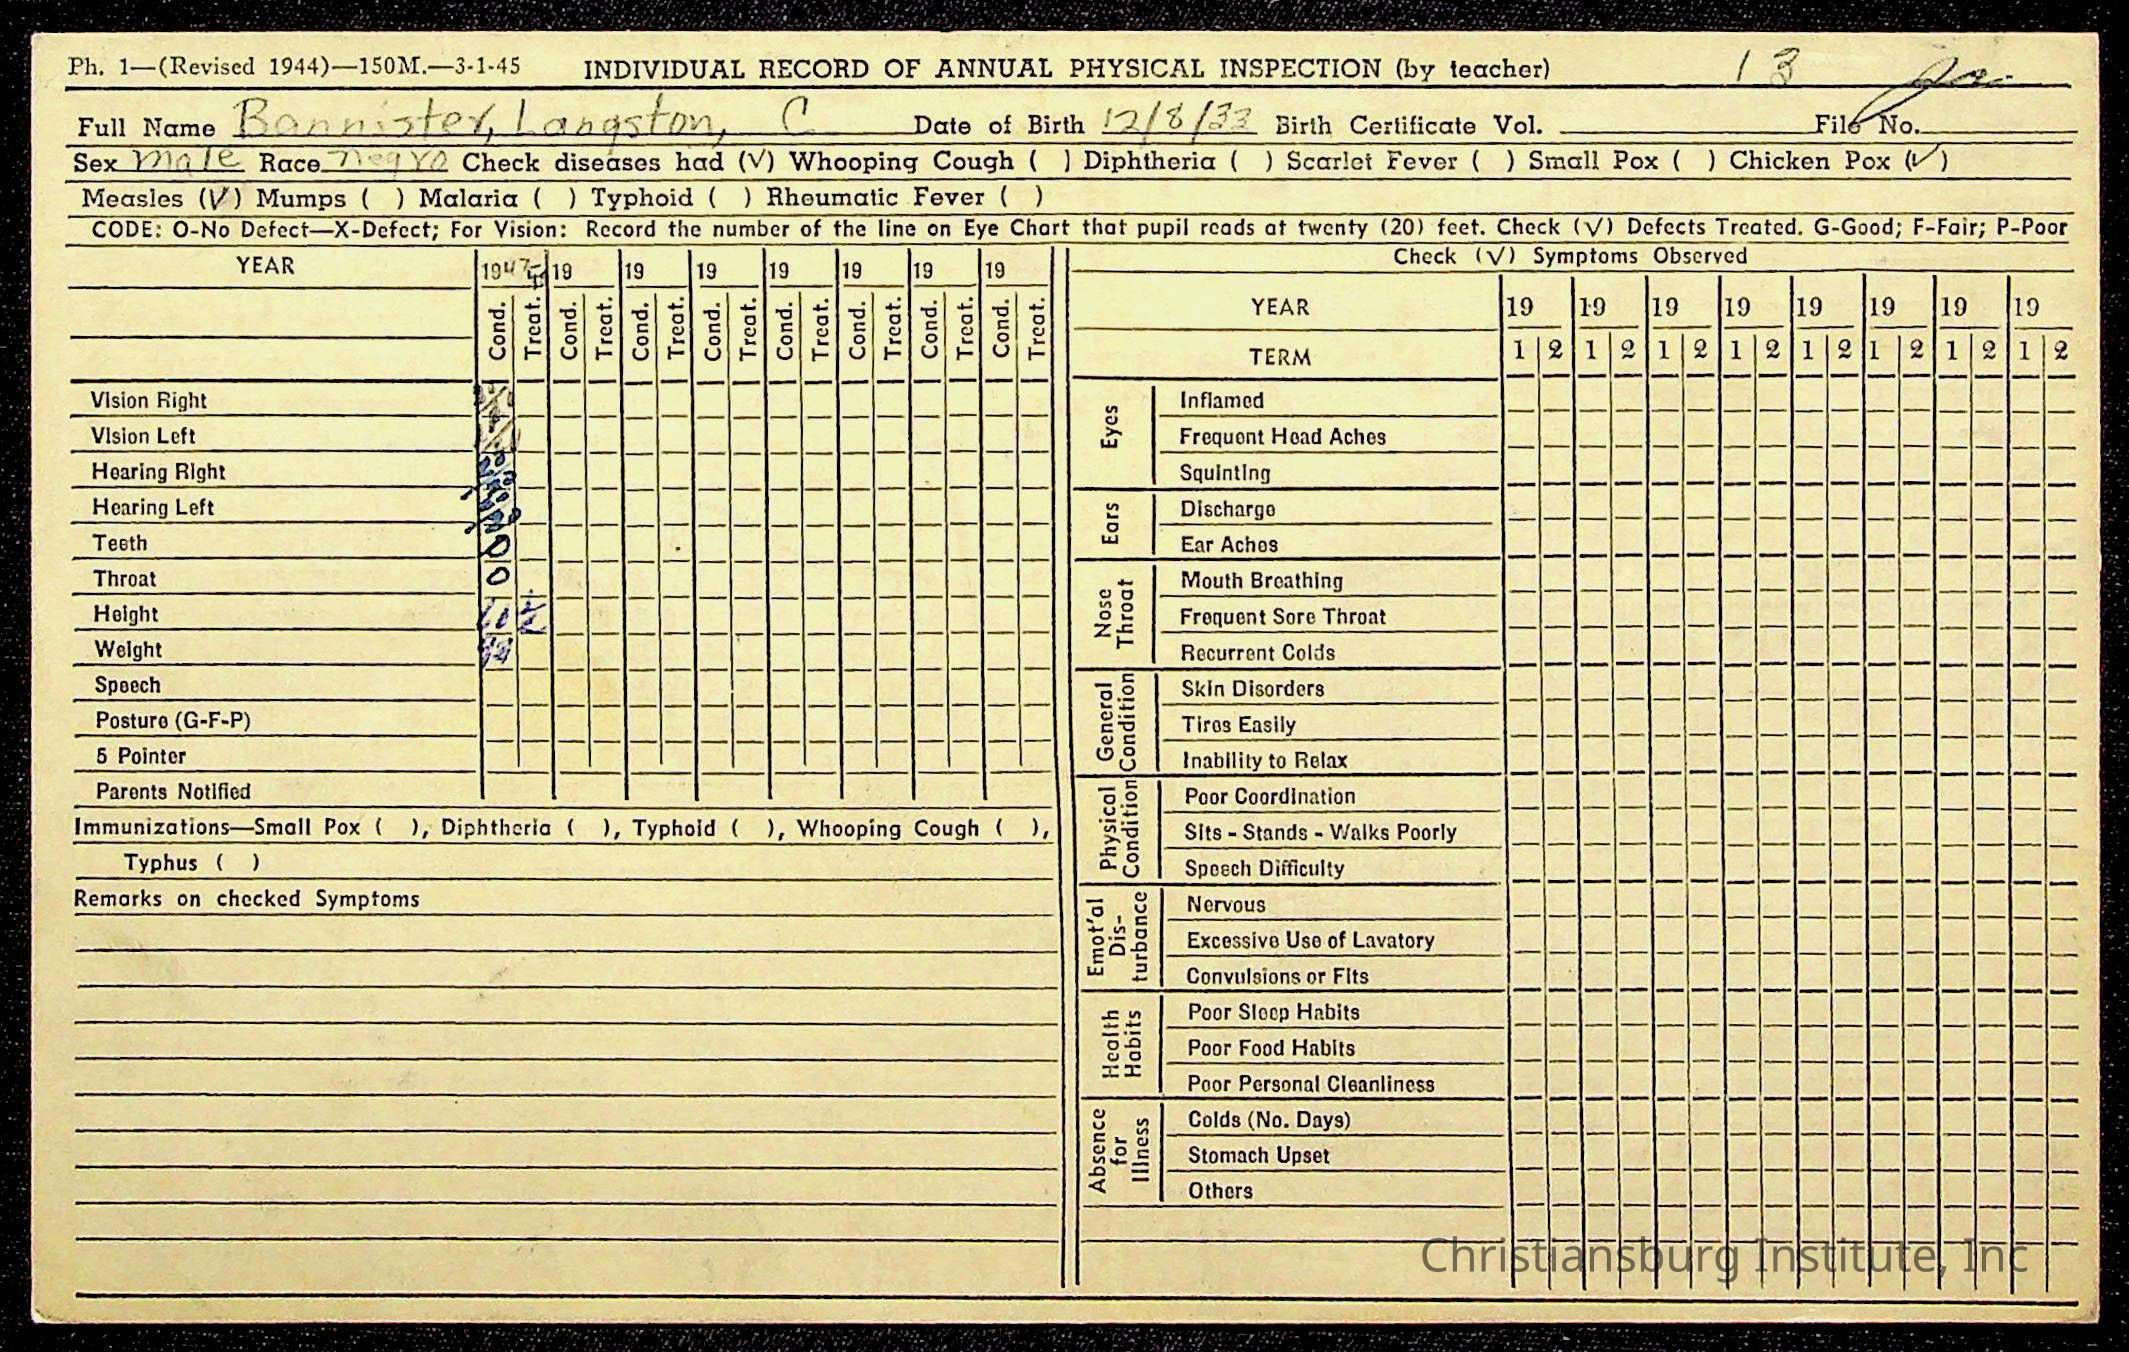 Ph. 1—(Revised 1944)—150M.—3-1-45 INDIVIDUAL RECORD OF ANNUAL PHYSICAL INSPECTION (by teacher) 13
Full Name Bannister, Langston, C Date of Birth 12/8/33 Birth Certificate Vol. File No.
Sex male Race negro Check diseases had (√) Whooping Cough ( ) Diphtheria ( ) Scarlet Fever ( ) Small Pox ( ) Chicken Pox (√)
Measles (√) Mumps ( ) Malaria ( ) Typhoid ( ) Rheumatic Fever ( )
CODE: O-No Defect—X-Defect; For Vision: Record the number of the line on Eye Chart that pupil reads at twenty (20) feet. Check (√) Defects Treated. G-Good; F-Fair; P-Poor
YEAR 1947 19 19 19 19 19 19 19
Cond. Treat. Cond. Treat. Cond. Treat. Cond. Treat. Cond. Treat. Cond. Treat. Cond. Treat. Cond. Treat.
Vision Right
Vision Left
Hearing Right
Hearing Left
Teeth 0
Throat 0
Height
Weight
Speech
Posture (G-F-P)
5 Pointer
Parents Notified
Immunizations—Small Pox ( ), Diphtheria ( ), Typhoid ( ), Whooping Cough ( ),
Typhus ( )
Remarks on checked Symptoms
Check (√) Symptoms Observed
YEAR 19 19 19 19 19 19 19 19
TERM 1 2 1 2 1 2 1 2 1 2 1 2 1 2 1 2
Eyes
Inflamed
Frequent Head Aches
Squinting
Ears
Discharge
Ear Aches
Nose Throat
Mouth Breathing
Frequent Sore Throat
Recurrent Colds
General Condition
Skin Disorders
Tires Easily
Inability to Relax
Physical Condition
Poor Coordination
Sits - Stands - Walks Poorly
Speech Difficulty
Emot'al Dis-turbance
Nervous
Excessive Use of Lavatory
Convulsions or Fits
Health Habits
Poor Sleep Habits
Poor Food Habits
Poor Personal Cleanliness
Absence for Illness
Colds (No. Days)
Stomach Upset
Others
Christiansburg Institute, Inc